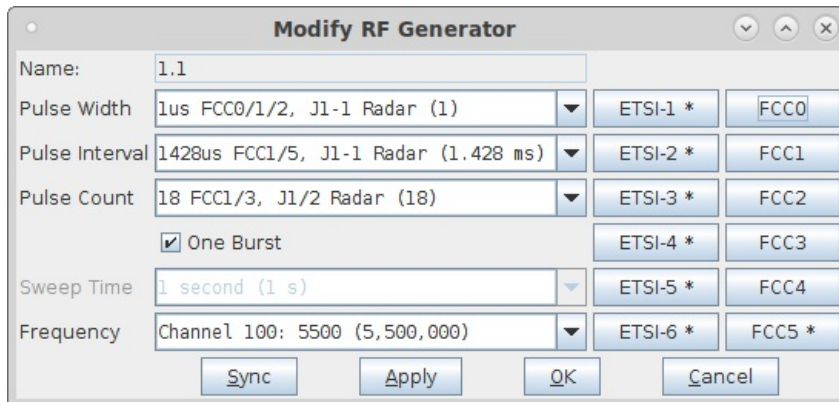 Modify RF Generator
Name: 1.1
Pulse Width 1us FCC0/1/2, J1-1 Radar (1) ETSI-1 * FCC0
Pulse Interval 1428us FCC1/5, J1-1 Radar (1.428 ms) ETSI-2 * FCC1
Pulse Count 18 FCC1/3, J1/2 Radar (18) ETSI-3 * FCC2
One Burst ETSI-4 * FCC3
Sweep Time 1 second (1 s) ETSI-5 * FCC4
Frequency Channel 100: 5500 (5,500,000) ETSI-6 * FCC5 *
Sync Apply OK Cancel